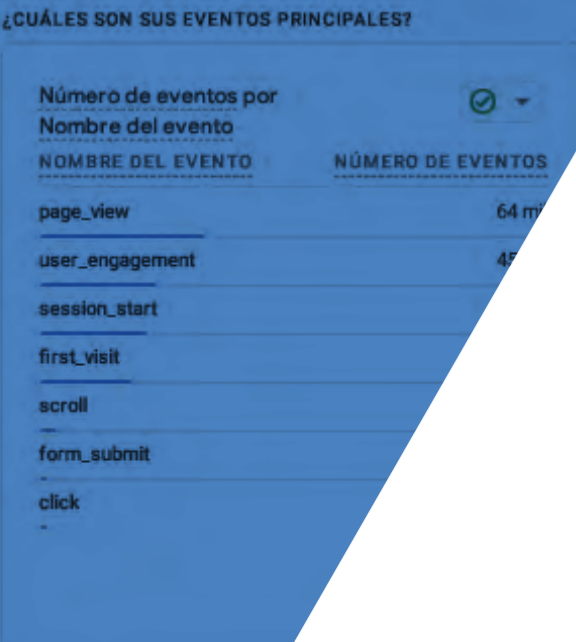 ¿CUÁLES SON SUS EVENTOS PRINCIPALES?
Número de eventos por
Nombre del evento
NOMBRE DEL EVENTO NÚMERO DE EVENTOS
page_view 64
user_engagement
session_start
first_visit
scroll
form_submit
click